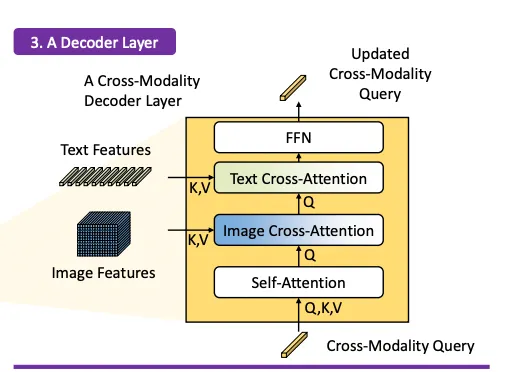 3. A Decoder Layer
A Cross-Modality
Decoder Layer
Updated
Cross-Modality
Query
FFN
Text Features
K,V
Text Cross-Attention
Q
Image Cross-Attention
K,V
Q
Image Features
Self-Attention
Q,K,V
Cross-Modality Query